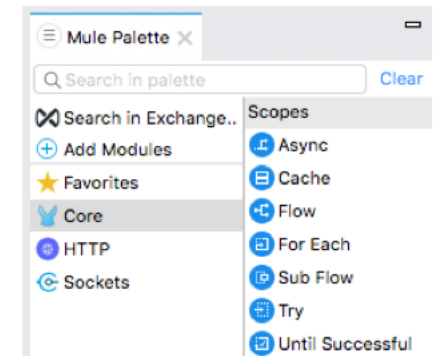 Mule Palette
Search in palette
Clear
Search in Exchange..
Add Modules
Favorites
Core
HTTP
Sockets
Scopes
Async
Cache
Flow
For Each
Sub Flow
Try
Until Successful